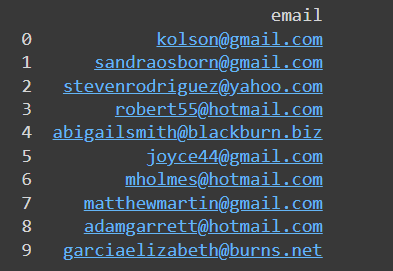 email
0 kolson@gmail.com
1 sandraosborn@gmail.com
2 stevenrodriguez@yahoo.com
3 robert55@hotmail.com
4 abigailsmith@blackburn.biz
5 joyce44@gmail.com
6 mholmes@hotmail.com
7 matthewmartin@gmail.com
8 adamgarrett@hotmail.com
9 garciaelizabeth@burns.net